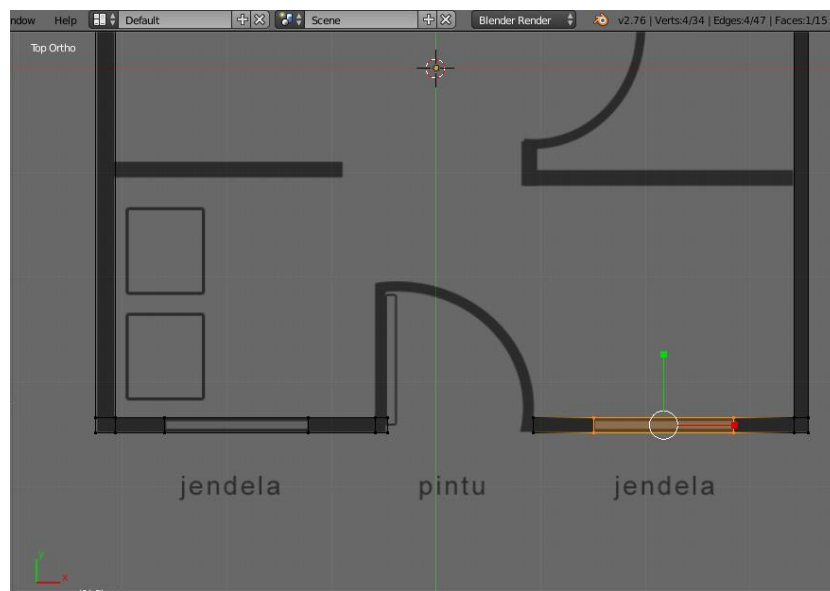 ndow Help Default Scene Blender Render v2.76 | Verts:4/34 | Edges:4/47 | Faces:1/15
Top Ortho
jendela pintu jendela
Y
X